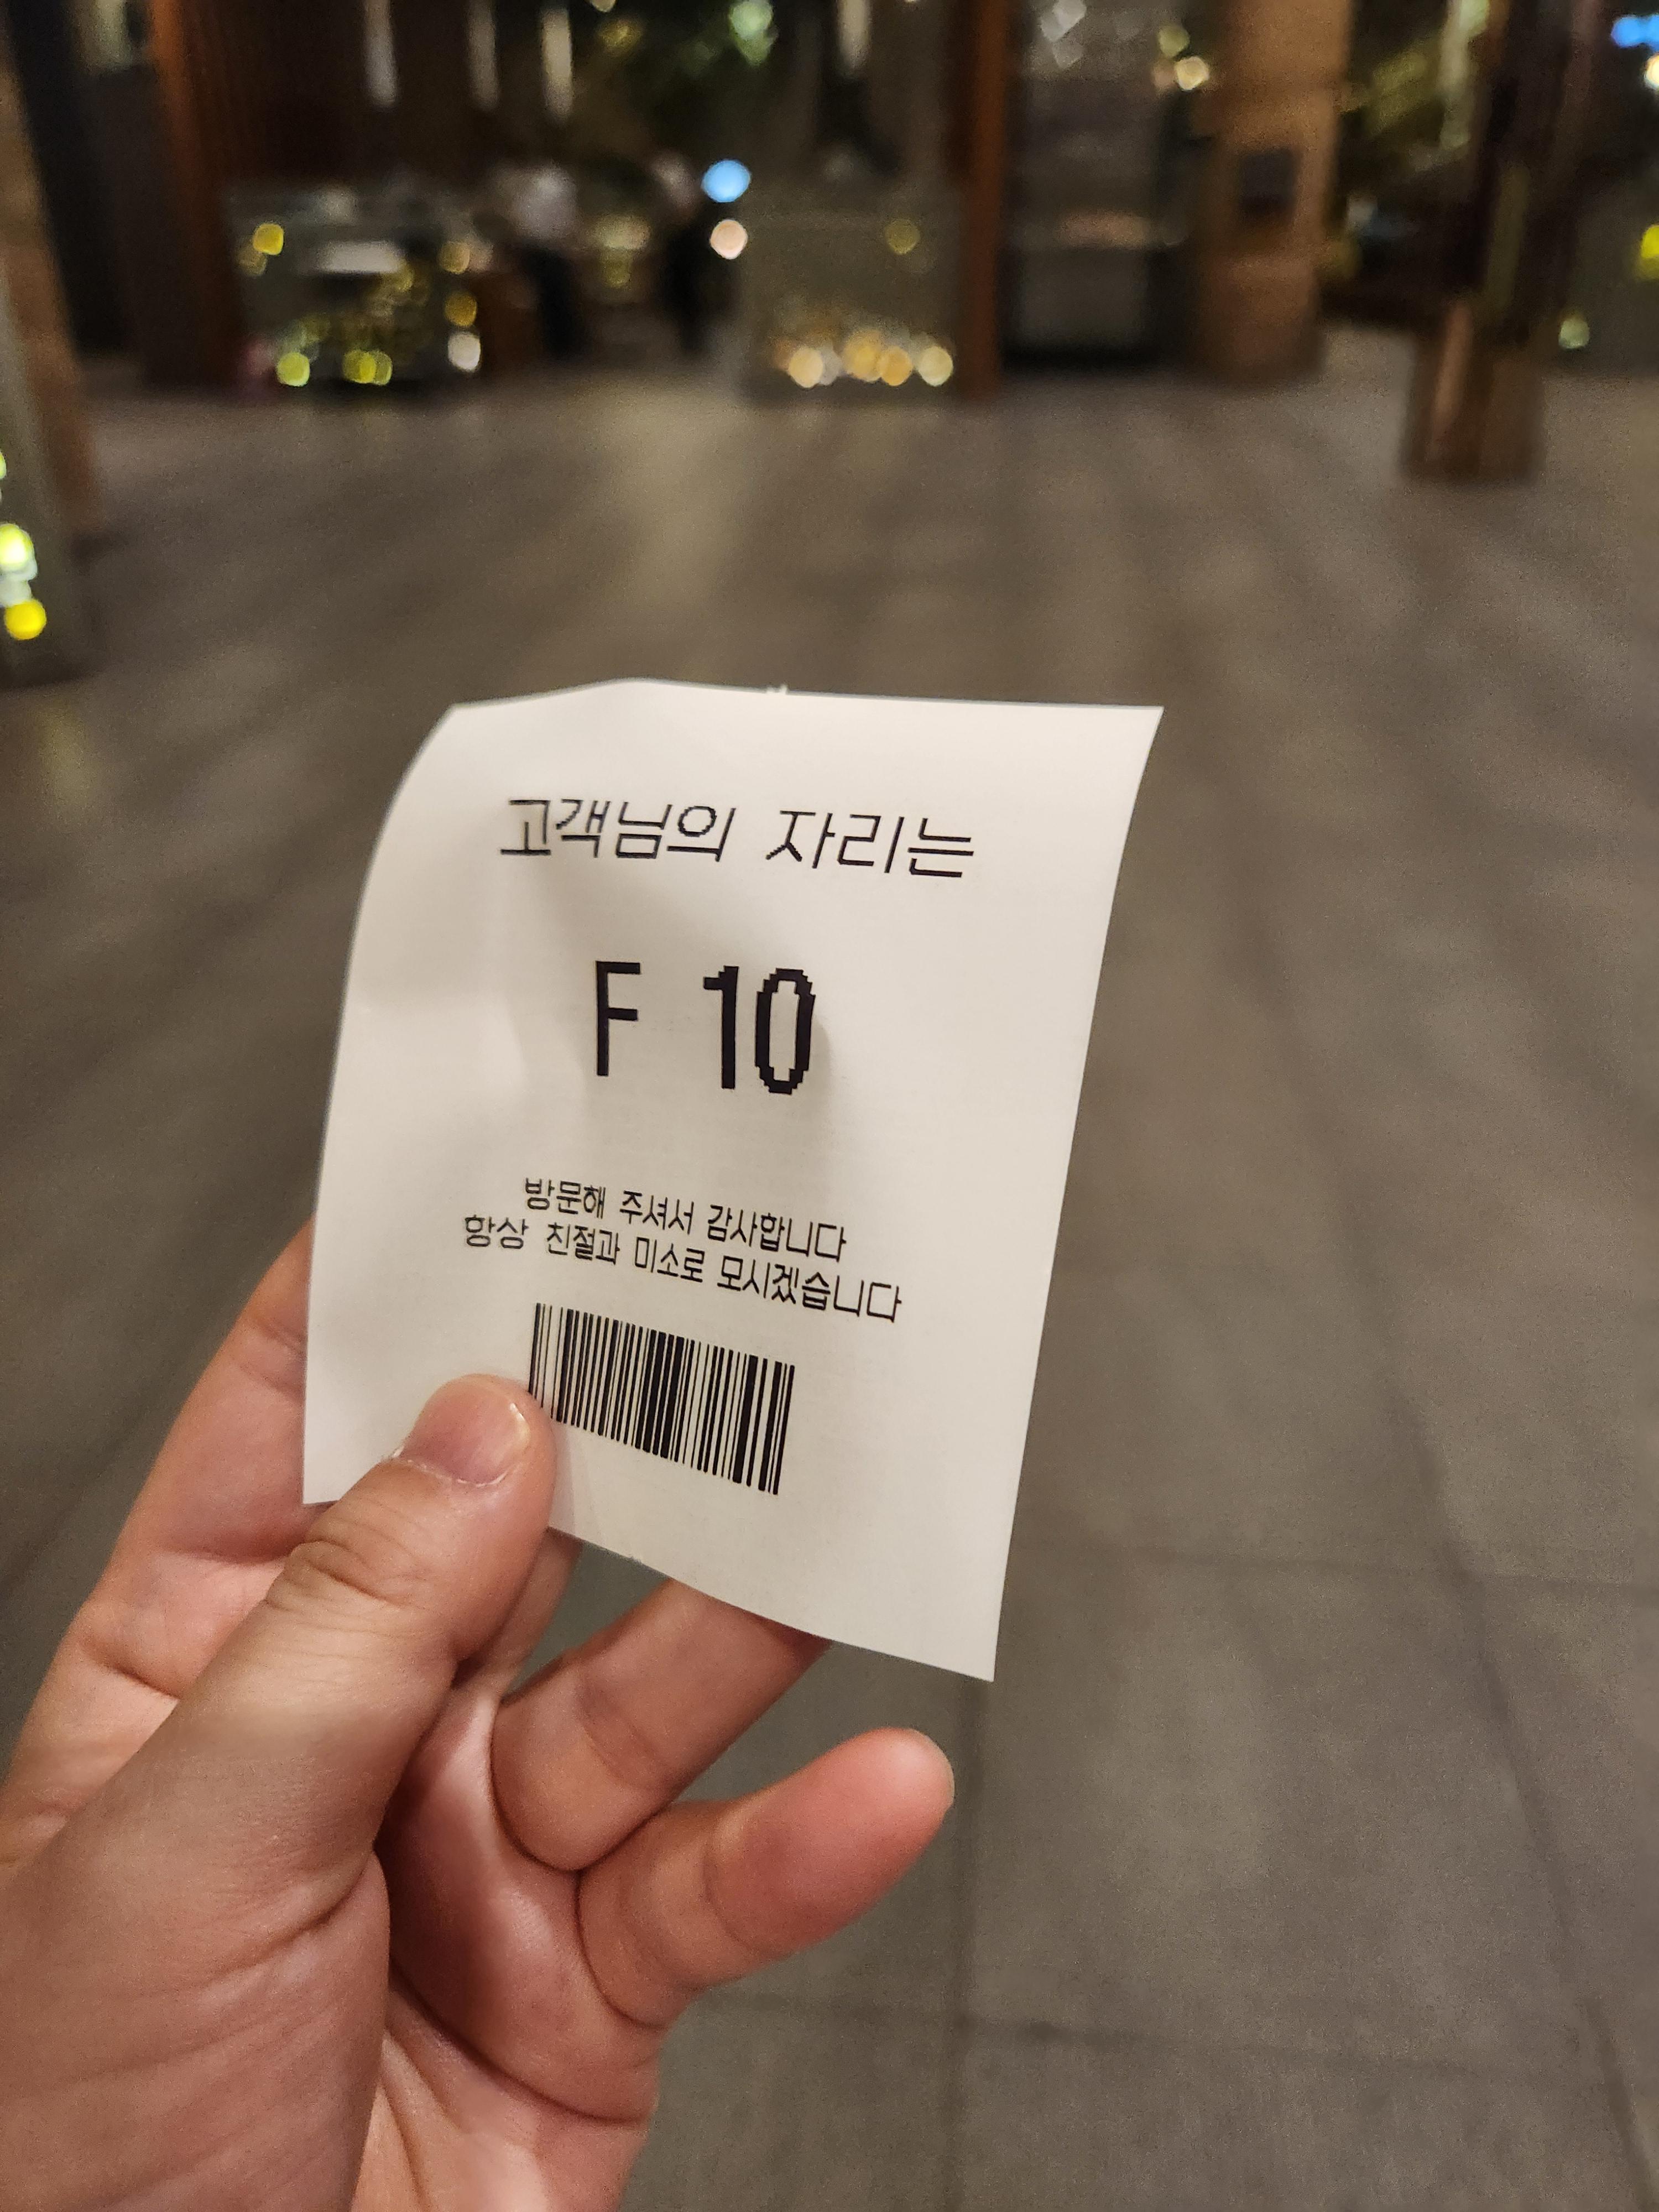 고객님의 자리는
F 10
방문해 주셔서 감사합니다
항상 친절과 미소로 모시겠습니다